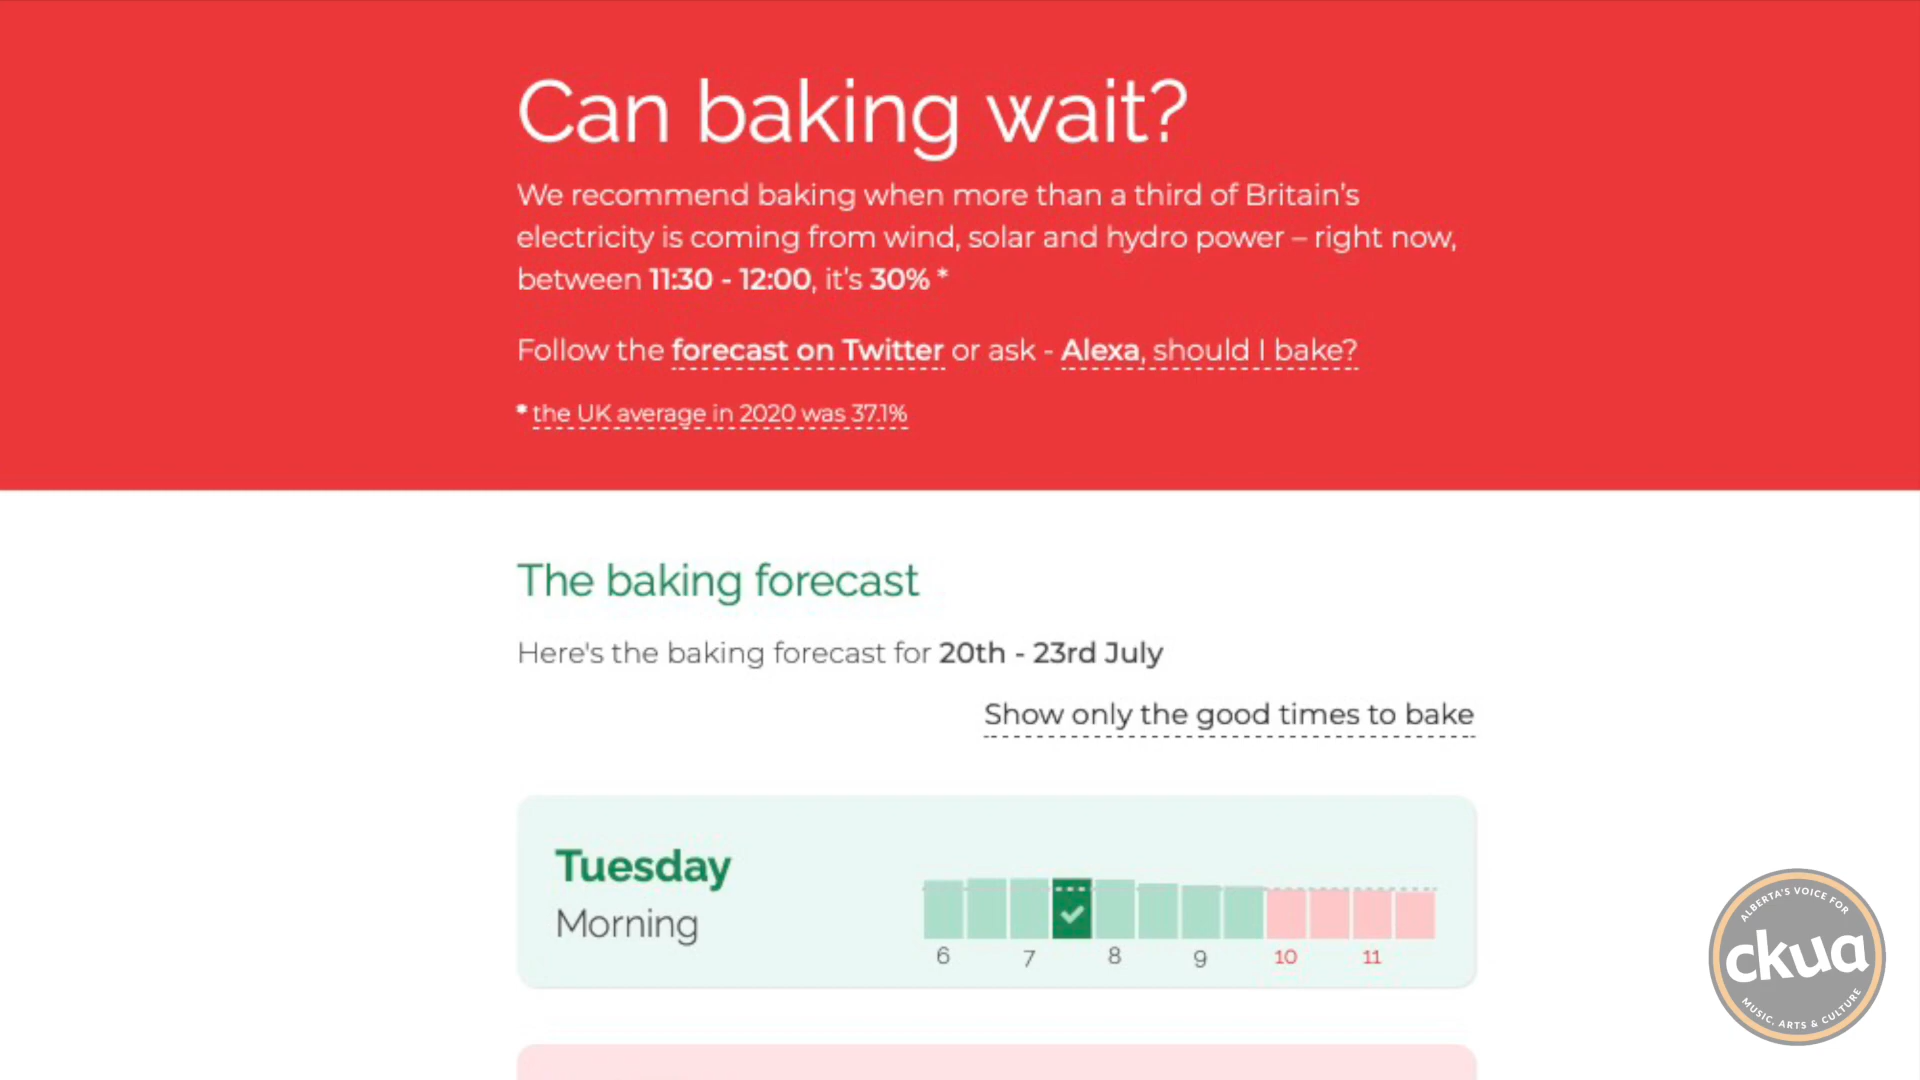 Can baking wait?
We recommend baking when more than a third of Britain's
electricity is coming from wind, solar and hydro power – right now,
between 11:30 - 12:00, it's 30% *
Follow the forecast on Twitter or ask - Alexa, should I bake?
* the UK average in 2020 was 37.1%
The baking forecast
Here's the baking forecast for 20th - 23rd July
Show only the good times to bake
Tuesday
Morning
6 7 8 9 10 11
ALBERTA'S VOICE FOR
ckua
MUSIC, ARTS & CULTURE